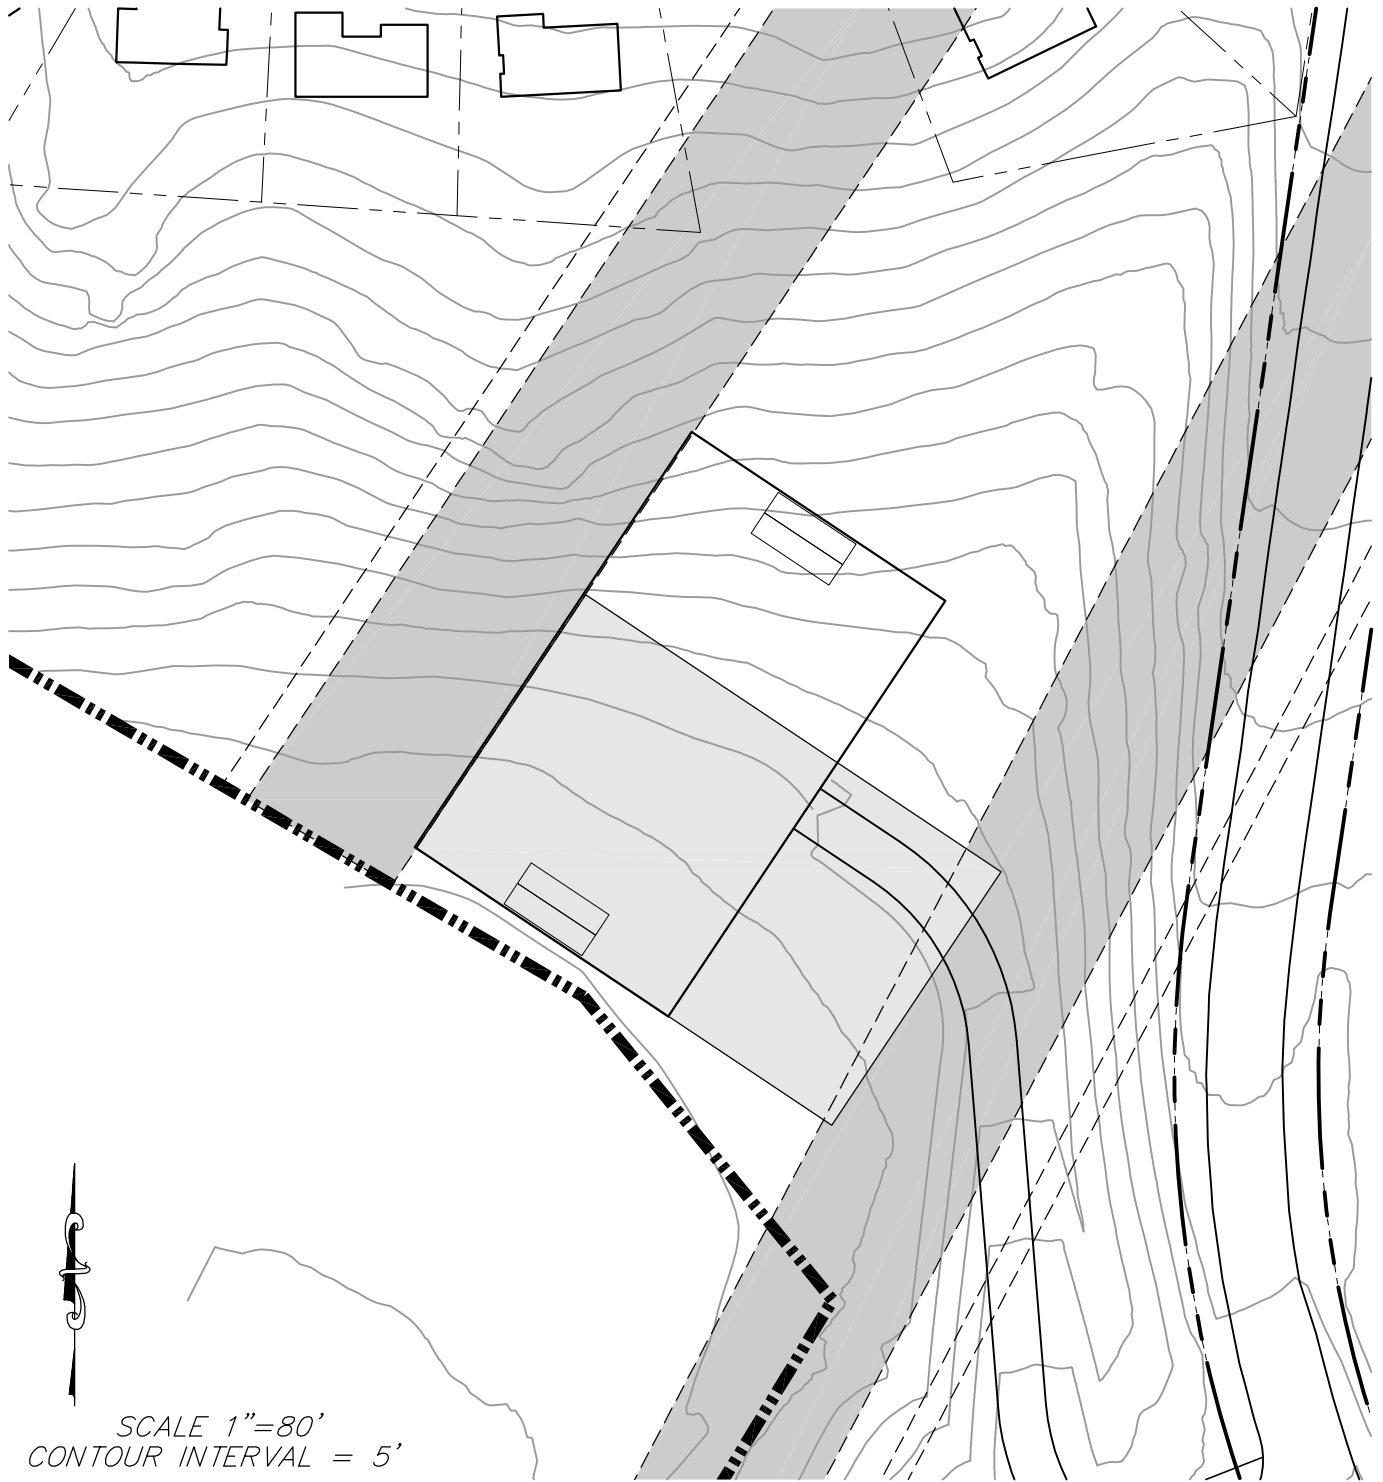 SCALE 1"=80'
CONTOUR INTERVAL = 5'